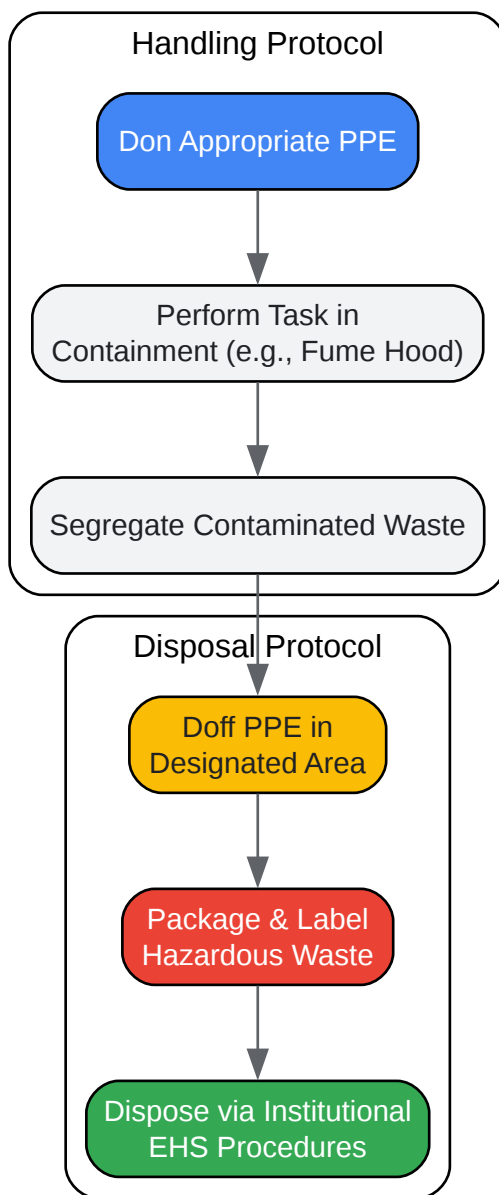 Handling Protocol
Don Appropriate PPE
Perform Task in
Containment (e.g., Fume Hood)
Segregate Contaminated Waste
Disposal Protocol
Doff PPE in
Designated Area
Package & Label
Hazardous Waste
Dispose via Institutional
EHS Procedures